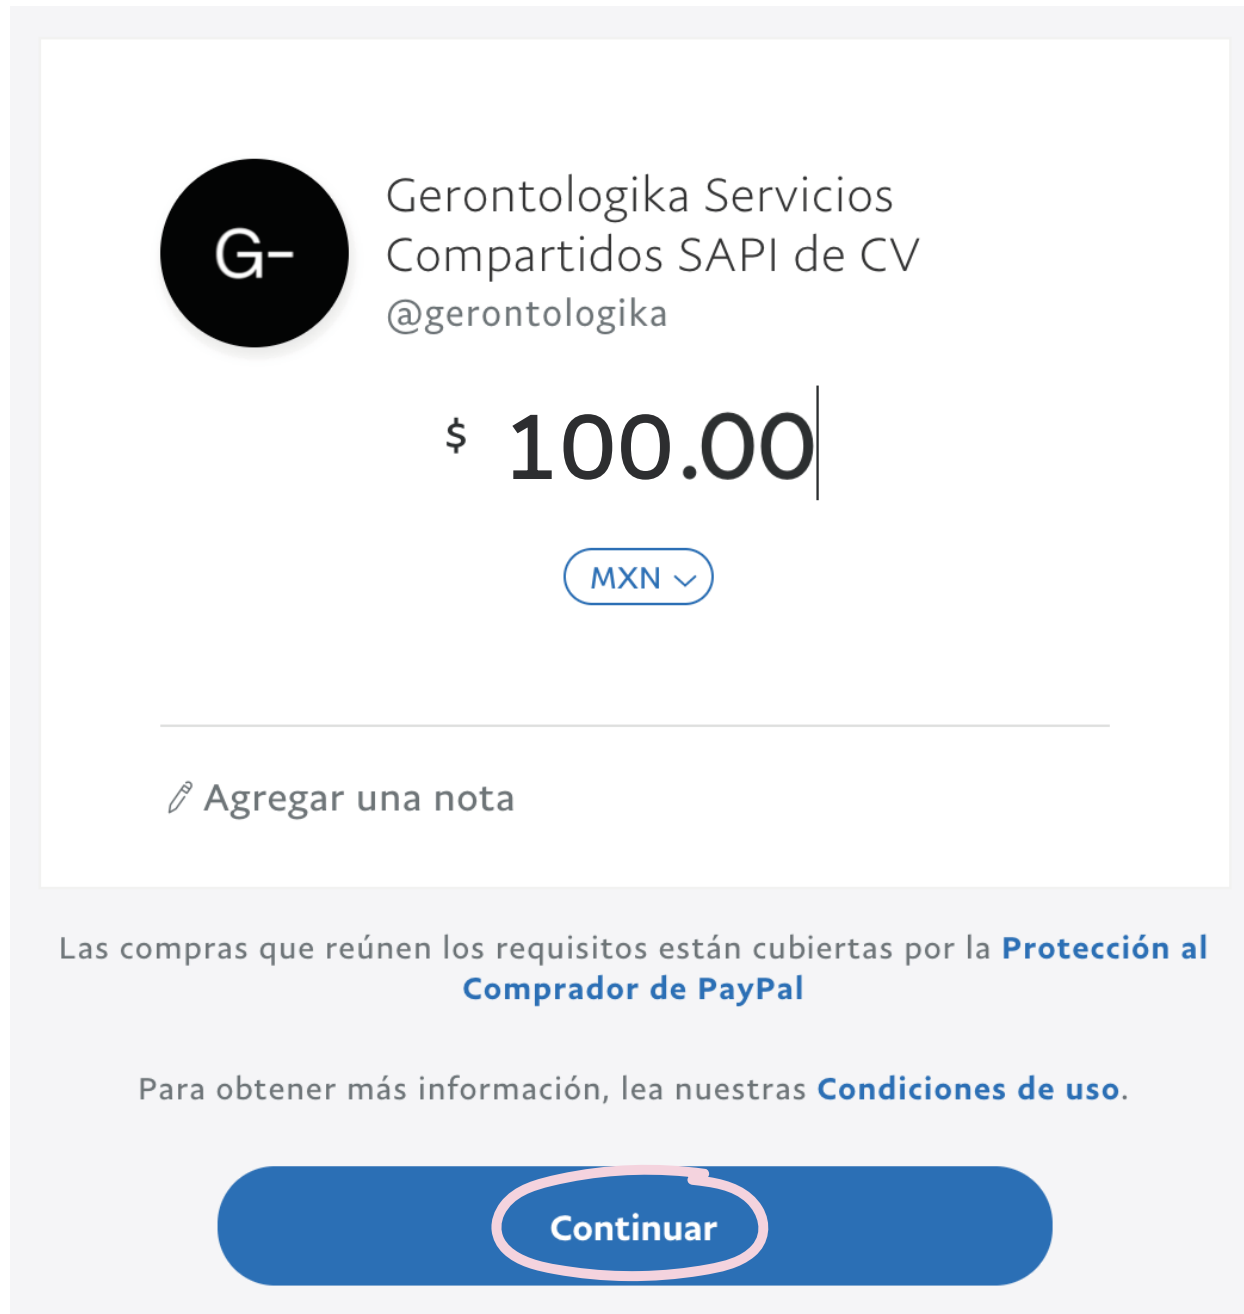 G-
Gerontologika Servicios
Compartidos SAPI de CV
@gerontologika
$ 100.00
MXN
Agregar una nota
Las compras que reúnen los requisitos están cubiertas por la Protección al
Comprador de PayPal
Para obtener más información, lea nuestras Condiciones de uso.
Continuar